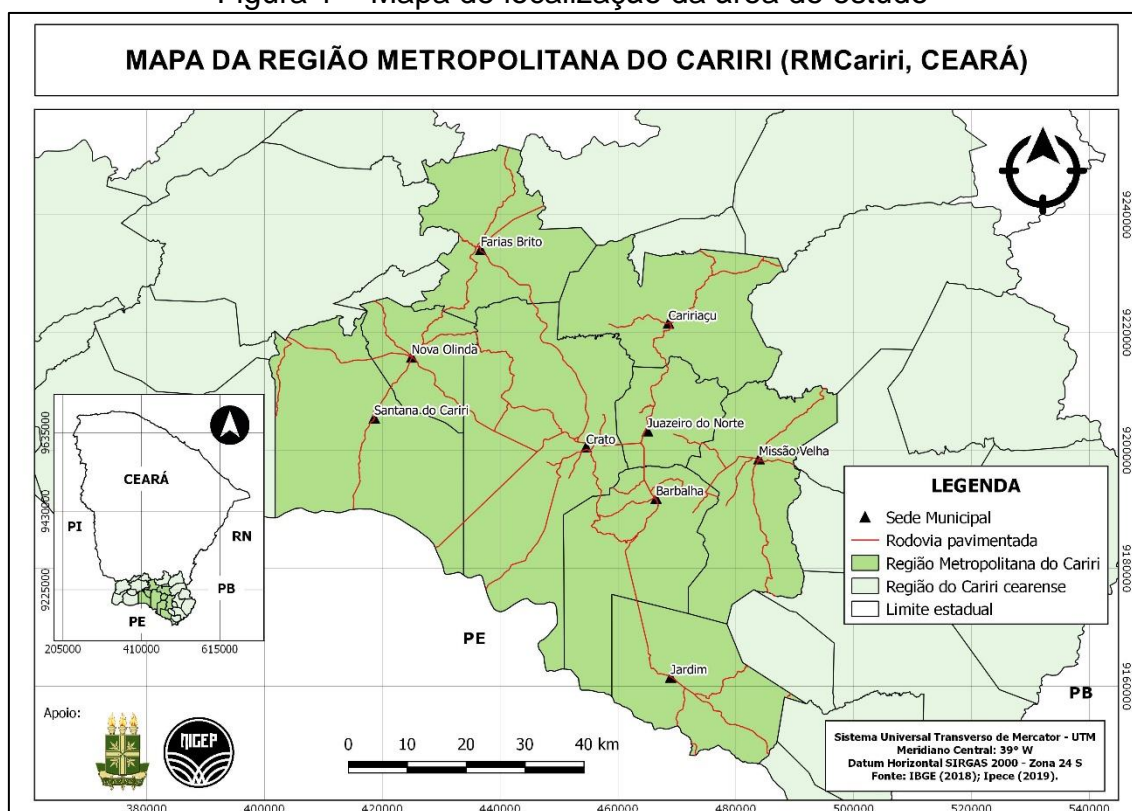 Figura 1 – Mapa de localização da área de estudo
MAPA DA REGIÃO METROPOLITANA DO CARIRI (RMCariri, CEARÁ)
Farias Brito
Caririaçu
Nova Olinda
Santana do Cariri
Juazeiro do Norte
Crato
Missão Velha
Barbalha
Jardim
PE
PB
9240000
9220000
9200000
9180000
9160000
CEARÁ
PI
RN
PB
PE
9635000
9430000
9225000
205000 410000 615000
LEGENDA
Sede Municipal
Rodovia pavimentada
Região Metropolitana do Cariri
Região do Cariri cearense
Limite estadual
Apoio:
NIGEP
0 10 20 30 40 km
Sistema Universal Transverso de Mercator - UTM
Meridiano Central: 39° W
Datum Horizontal SIRGAS 2000 - Zona 24 S
Fonte: IBGE (2018); Ipece (2019).
380000 400000 420000 440000 460000 480000 500000 520000 540000